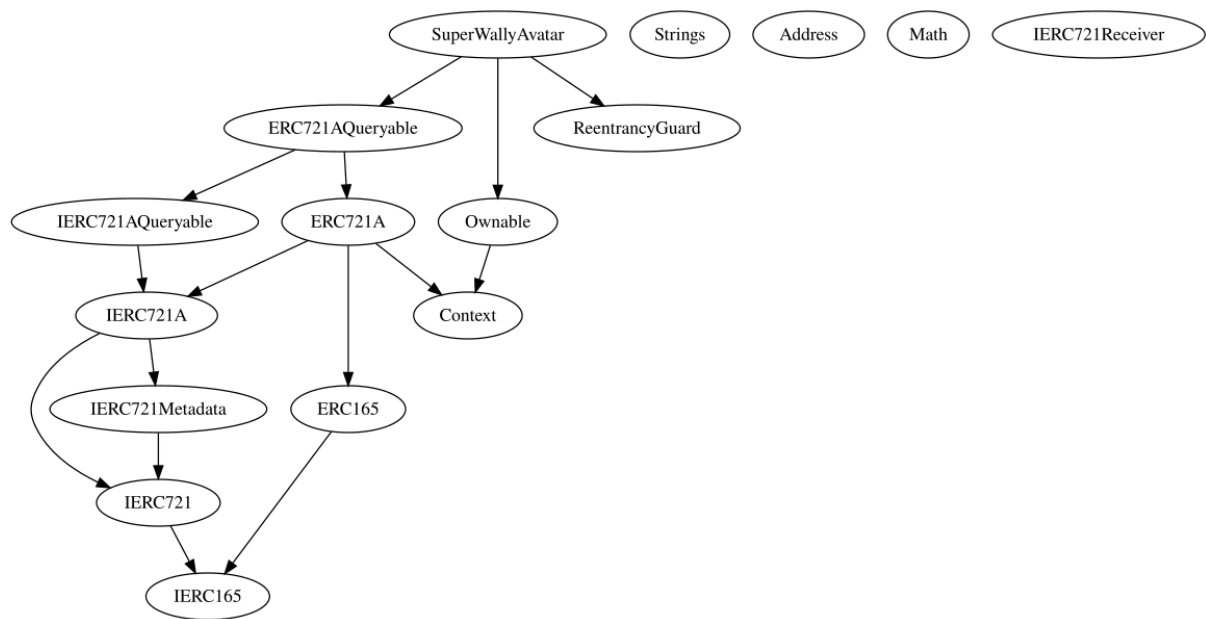 SuperWallyAvatar
Strings
Address
Math
IERC721Receiver
ERC721AQueryable
ReentrancyGuard
IERC721AQueryable
ERC721A
Ownable
IERC721A
Context
IERC721Metadata
ERC165
IERC721
IERC165